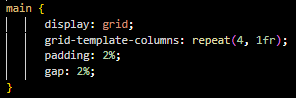 main {
display: grid;
grid-template-columns: repeat(4, 1fr);
padding: 2%;
gap: 2%;
}